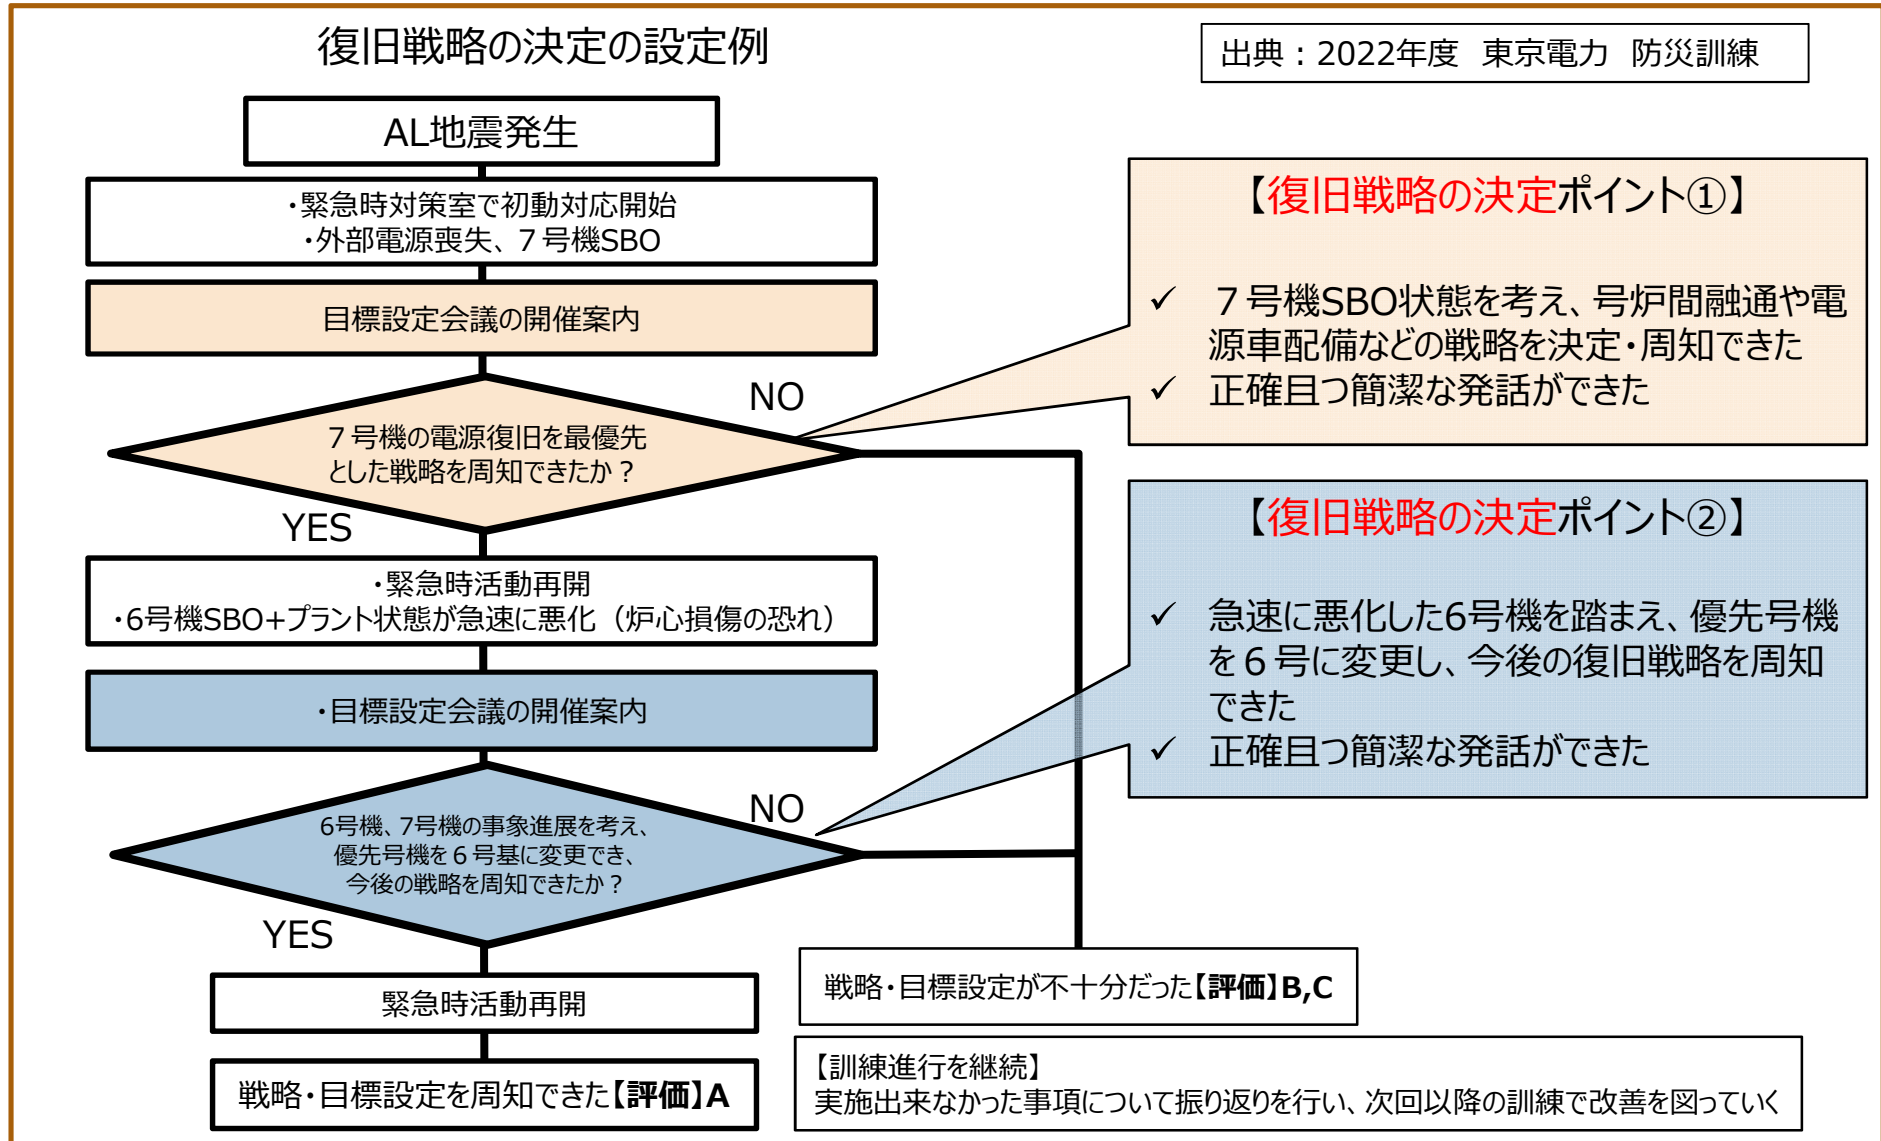 復旧戦略の決定の設定例
出典：2022年度　東京電力　防災訓練
AL地震発生
・緊急時対策室で初動対応開始
・外部電源喪失、７号機SBO
目標設定会議の開催案内
７号機の電源復旧を最優先
とした戦略を周知できたか？
NO
YES
【復旧戦略の決定ポイント①】
✓ ７号機SBO状態を考え、号炉間融通や電
源車配備などの戦略を決定・周知できた
✓ 正確且つ簡潔な発話ができた
・緊急時活動再開
・6号機SBO+プラント状態が急速に悪化（炉心損傷の恐れ）
・目標設定会議の開催案内
6号機、7号機の事象進展を考え、
優先号機を６号基に変更でき、
今後の戦略を周知できたか？
NO
YES
【復旧戦略の決定ポイント②】
✓ 急速に悪化した6号機を踏まえ、優先号機
を６号に変更し、今後の復旧戦略を周知
できた
✓ 正確且つ簡潔な発話ができた
緊急時活動再開
戦略・目標設定を周知できた【評価】A
戦略・目標設定が不十分だった【評価】B,C
【訓練進行を継続】
実施出来なかった事項について振り返りを行い、次回以降の訓練で改善を図っていく